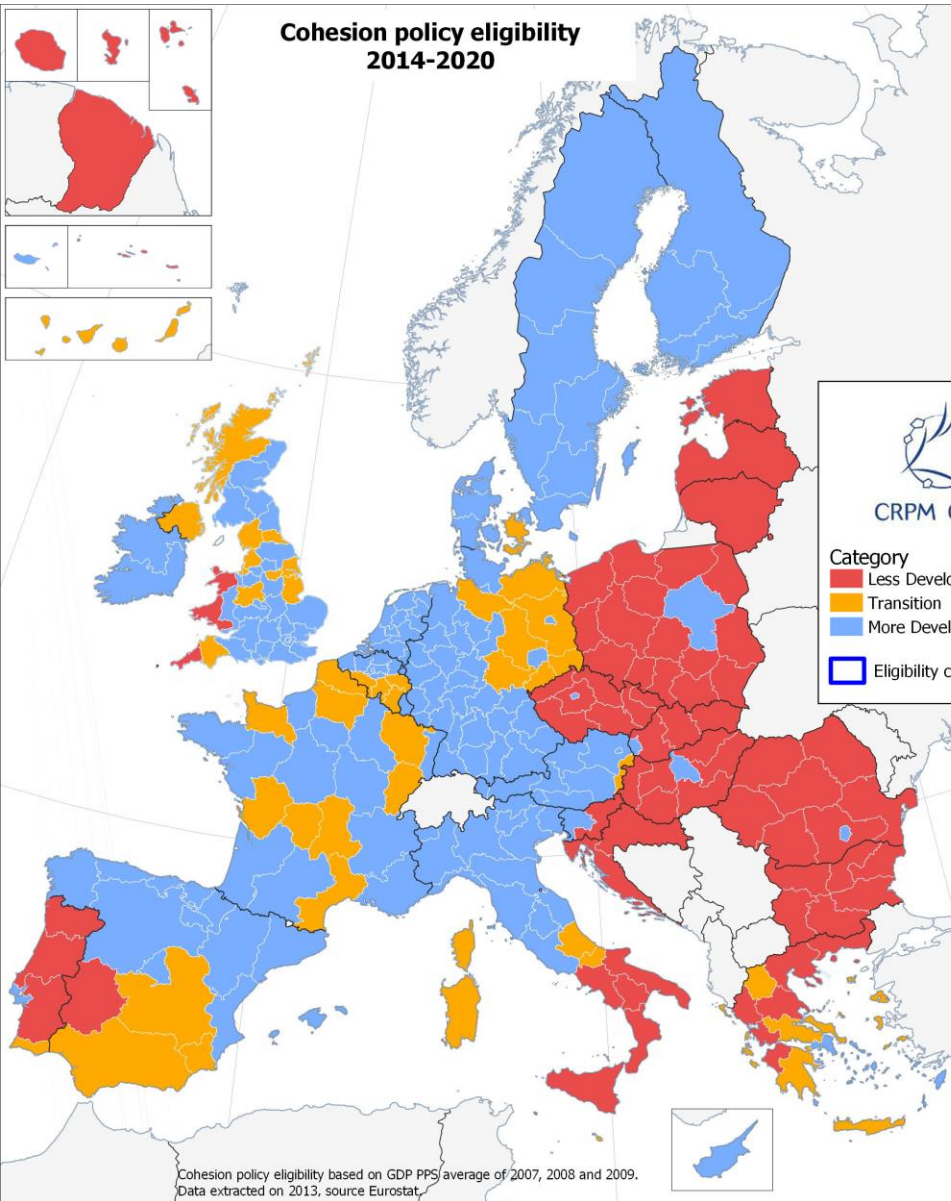 Cohesion policy eligibility
2014-2020
CRPM
Category
Less Develo
Transition
More Devel
Eligibility c
Cohesion policy eligibility based on GDP PPS average of 2007, 2008 and 2009.
Data extracted on 2013, source Eurostat.